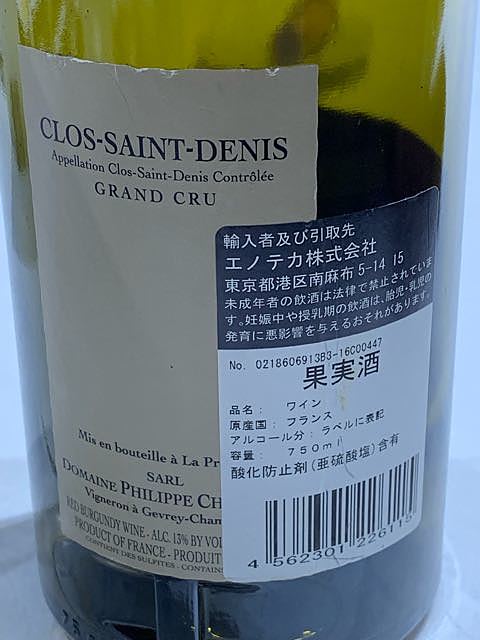 CLOS-SAINT-DENIS
Appellation Clos-Saint-Denis Contrôlée
GRAND CRU
Mis en bouteille à La Pr
SARL
DOMAINE PHILIPPE CH
Vigneron à Gevrey-Cham
RED BURGUNDY WINE - ALC. 13% BY VOL
PRODUCT OF FRANCE - PRODUIT
CONTIENT DES SULFITES - CONTAINS
輸入者及び引取先
エノテカ株式会社
東京都港区南麻布 5-14 15
未成年者の飲酒は法律で禁止されていま
す。妊娠中や授乳期の飲酒は、胎児・乳児の
発育に悪影響を与えるおそれがあります。
No. 0218606913B3-16C00447
果実酒
品名： ワイン
原産国： フランス
アルコール分： ラベルに表記
容量： 750ml
酸化防止剤(亜硫酸塩)含有
4 562301 226115